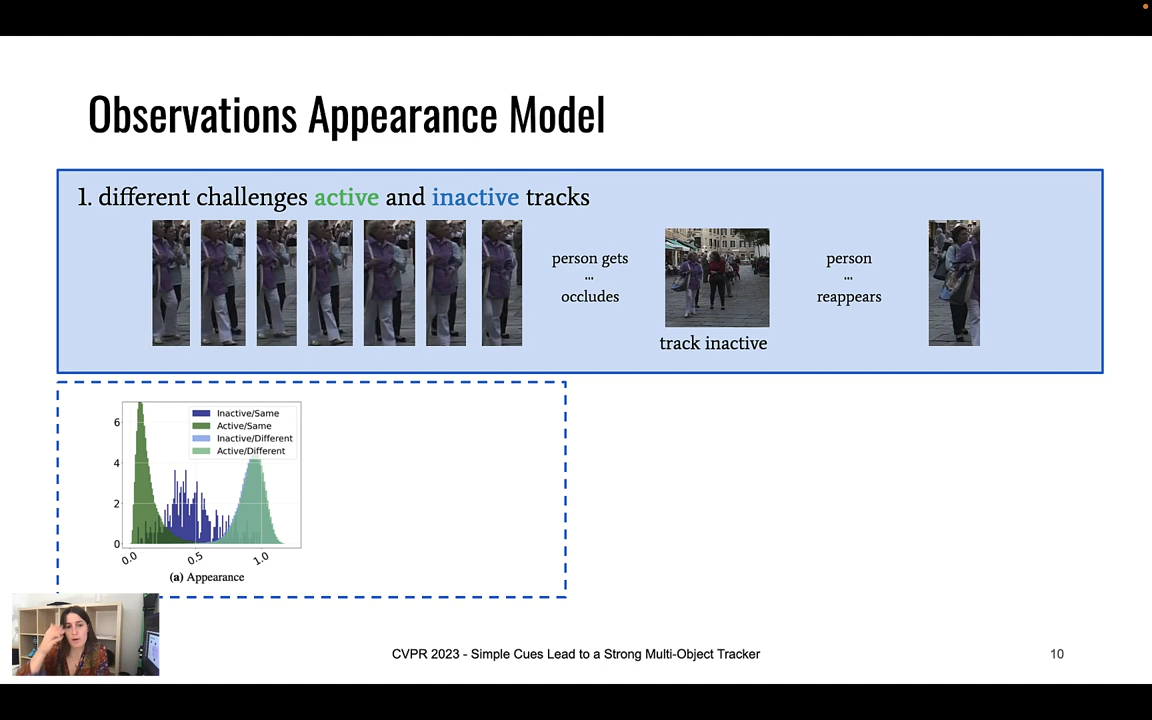 Observations Appearance Model
1. different challenges active and inactive tracks
person gets
...
occludes
track inactive
person
...
reappears
6
4
2
0
Inactive/Same
Active/Same
Inactive/Different
Active/Different
0.0
0.5
1.0
(a) Appearance
CVPR 2023 - Simple Cues Lead to a Strong Multi-Object Tracker
10